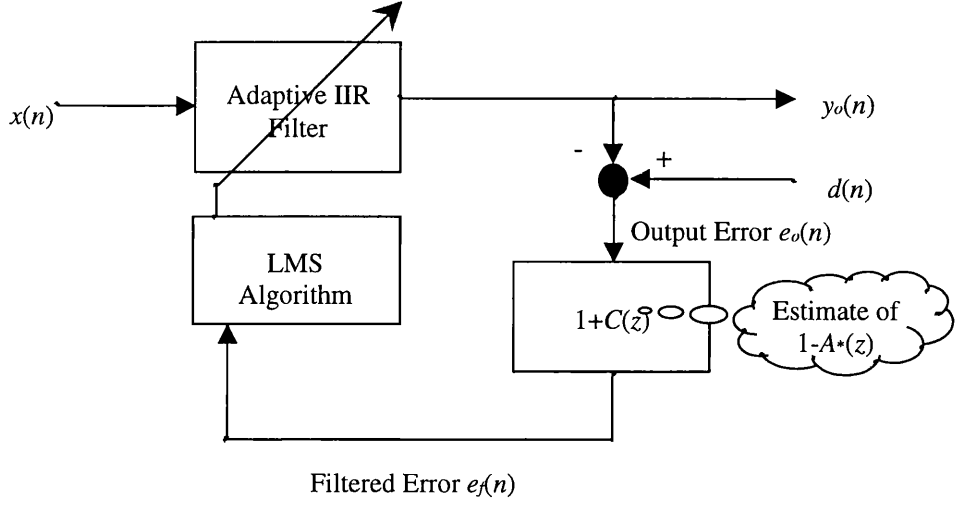 Adaptive IIR
Filter
x(n)
yo(n)
-
+
d(n)
Output Error eo(n)
LMS
Algorithm
1+C(z)
Estimate of
1-A*(z)
Filtered Error ef(n)